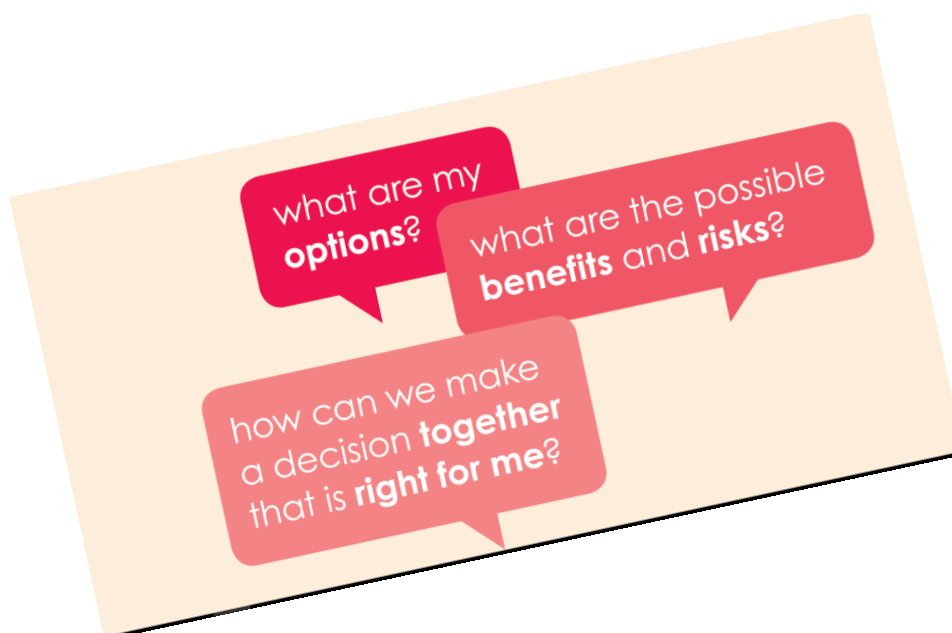 what are my
options?
what are the possible
benefits and risks?
how can we make
a decision together
that is right for me?